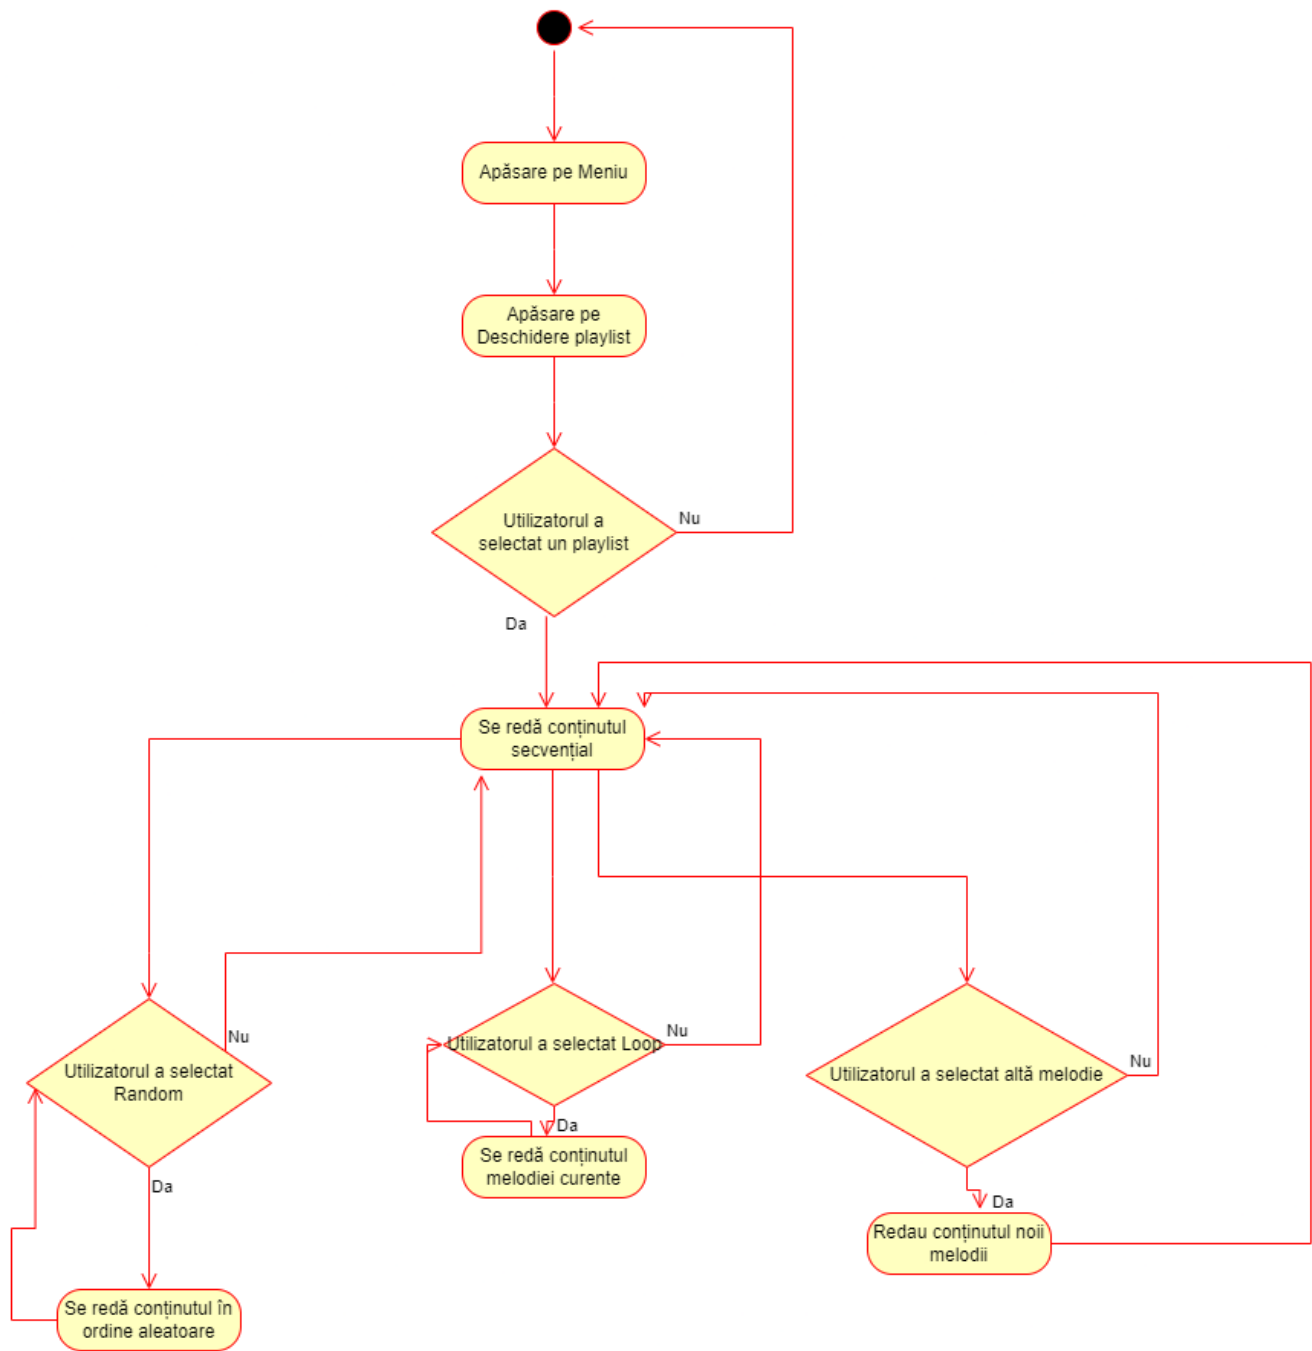 Apăsare pe Meniu
Apăsare pe
Deschidere playlist
Utilizatorul a
selectat un playlist
Nu
Da
Se redă conținutul
secvențial
Utilizatorul a selectat
Random
Nu
Da
Se redă conținutul în
ordine aleatoare
Utilizatorul a selectat Loop
Nu
Da
Se redă conținutul
melodiei curente
Utilizatorul a selectat altă melodie
Nu
Da
Redau conținutul noii
melodii